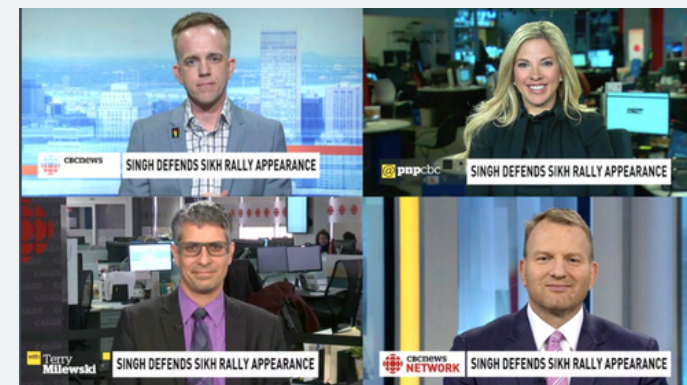 CBCNEWS
SINGH DEFENDS SIKH RALLY APPEARANCE
@pnpcbc
SINGH DEFENDS SIKH RALLY APPEARANCE
with Terry
Milewski
SINGH DEFENDS SIKH RALLY APPEARANCE
CBCNEWS
NETWORK
SINGH DEFENDS SIKH RALLY APPEARANCE